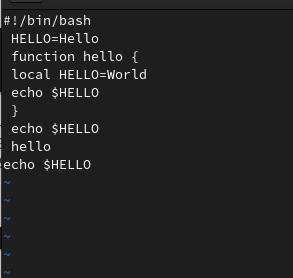 #!/bin/bash
HELLO=Hello
function hello {
local HELLO=World
echo $HELLO
}
echo $HELLO
hello
echo $HELLO
~
~
~
~
~
~